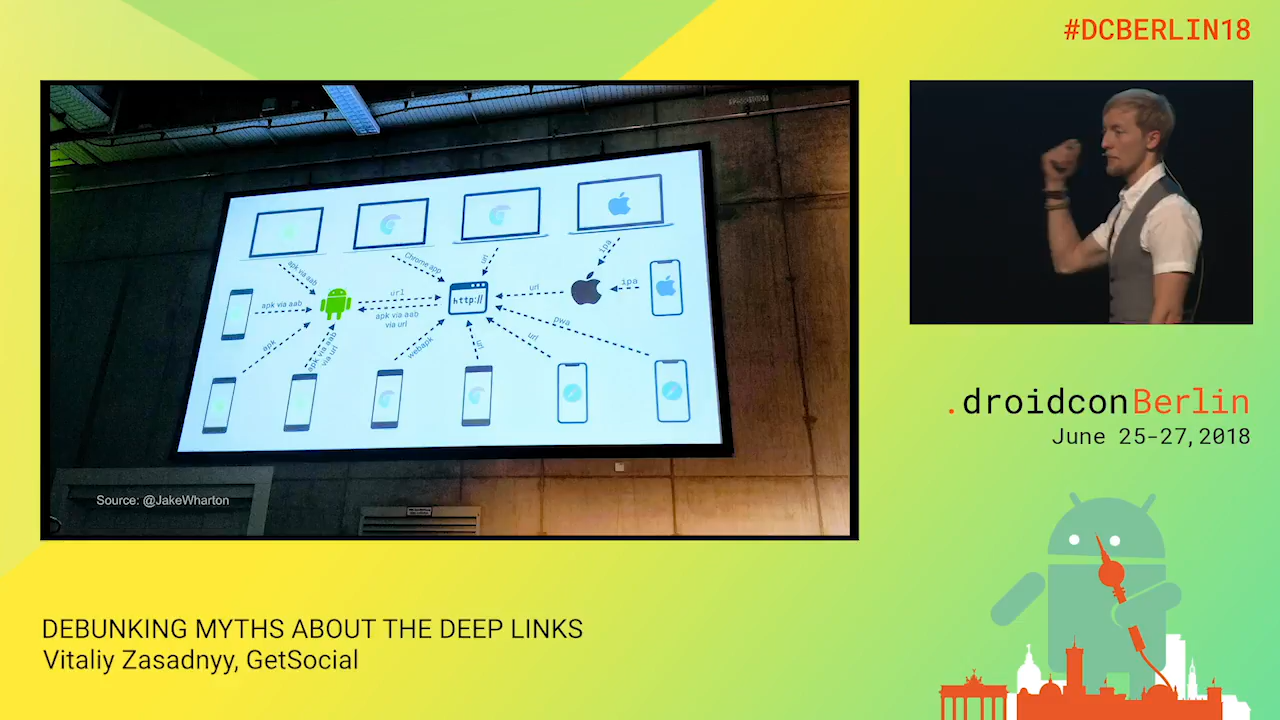 #DCBERLIN18
apk via aab
Chrome app
url
ipa
apk via aab
url
http://
url
ipa
apk via aab
via url
pwa
apk
apk via aab
via url
webapk
url
url
Source: @JakeWharton
.droidconBerlin
June 25-27,2018
DEBUNKING MYTHS ABOUT THE DEEP LINKS
Vitaliy Zasadnyy, GetSocial